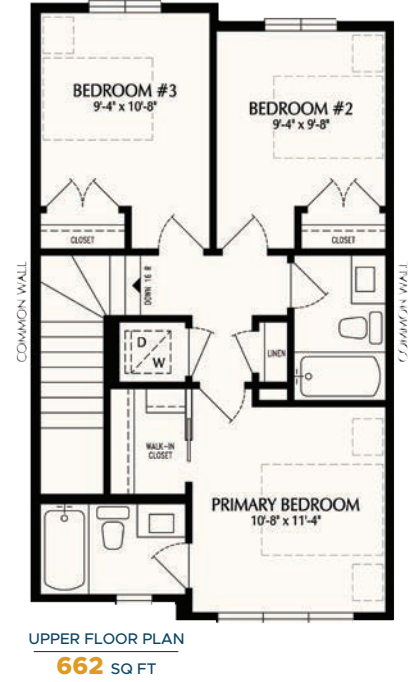 BEDROOM #3
9'-4" x 10'-8"
BEDROOM #2
9'-4" x 9'-8"
CLOSET
CLOSET
COMMON WALL
COMMON WALL
DOWN 16 R
D
W
LINEN
WALK-IN
CLOSET
PRIMARY BEDROOM
10'-8" x 11'-4"
UPPER FLOOR PLAN
662 SQ FT